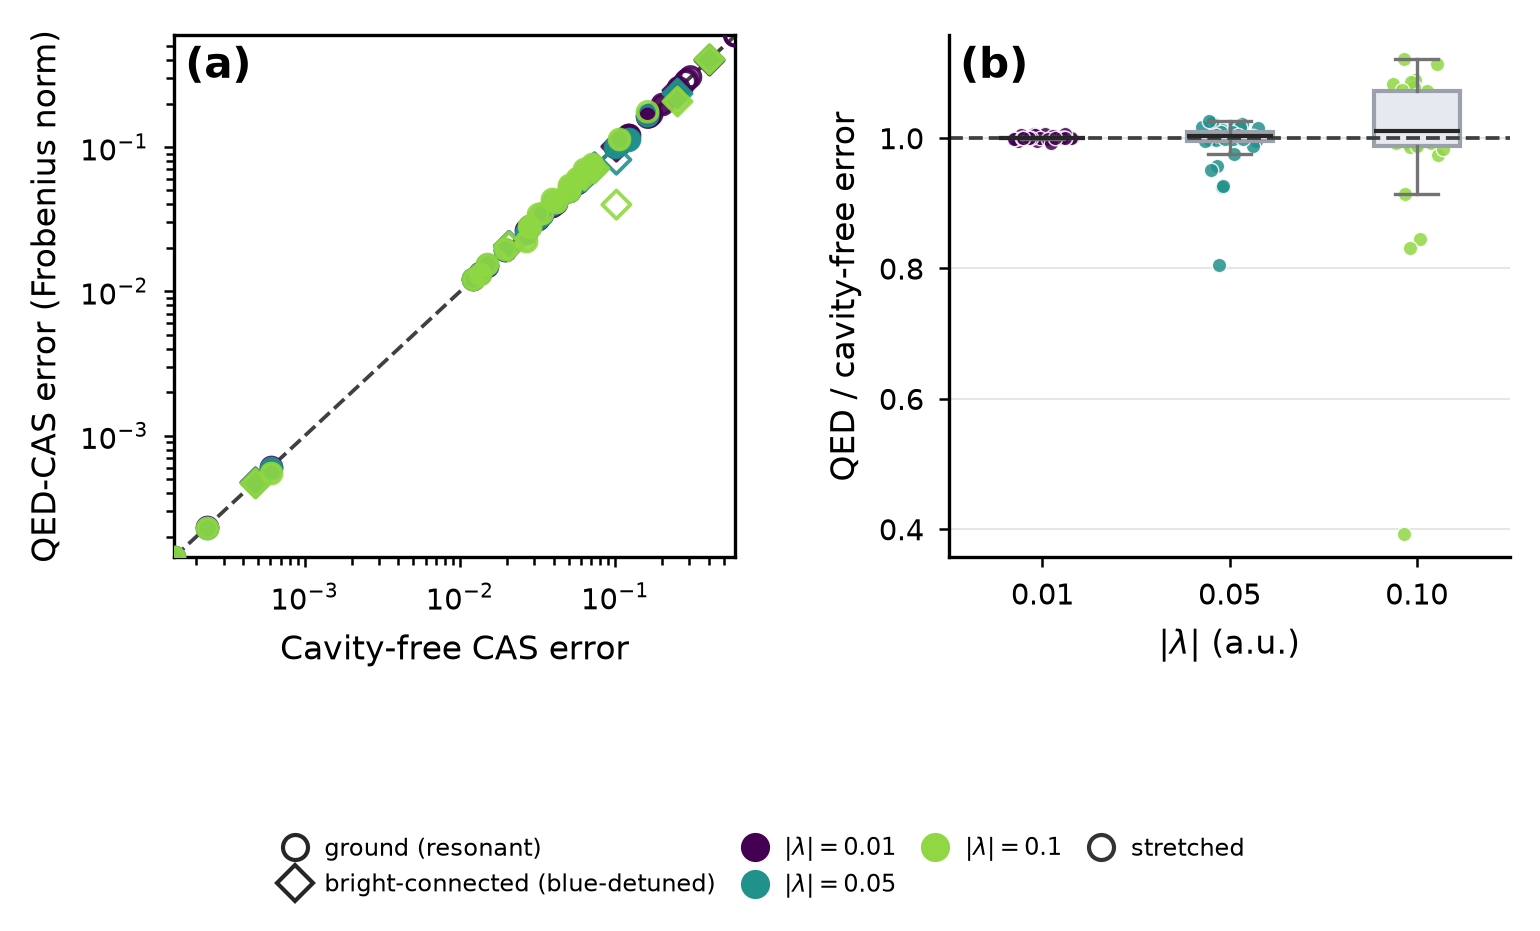 (a)
QED-CAS error (Frobenius norm)
10⁻¹
10⁻²
10⁻³
10⁻³ 10⁻² 10⁻¹
Cavity-free CAS error
(b)
QED / cavity-free error
1.0
0.8
0.6
0.4
0.01 0.05 0.10
|λ| (a.u.)
ground (resonant)
bright-connected (blue-detuned)
|λ| = 0.01
|λ| = 0.05
|λ| = 0.1
stretched